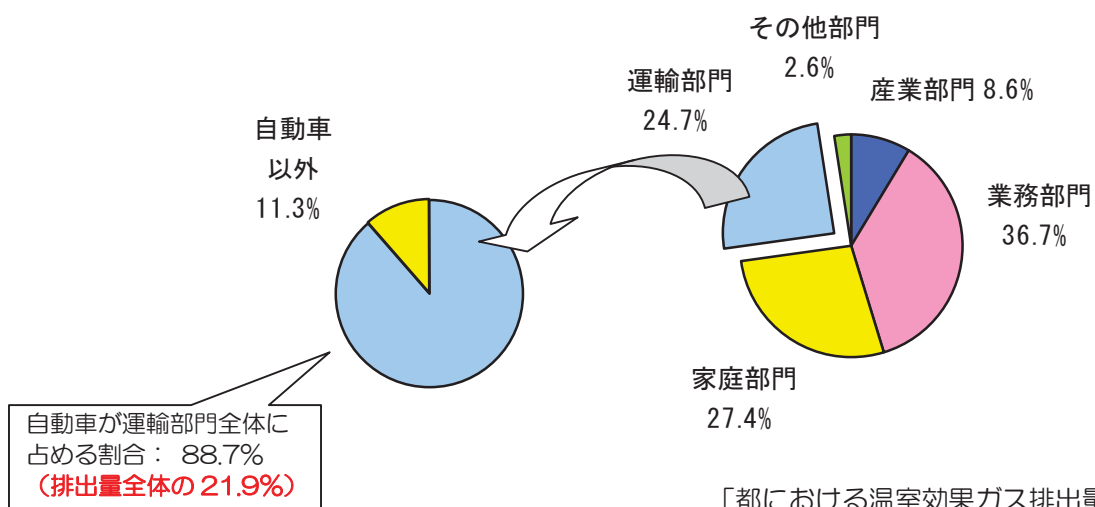 その他部門
2.6%
運輸部門
24.7%
産業部門 8.6%
自動車
以外
11.3%
業務部門
36.7%
家庭部門
27.4%
自動車が運輸部門全体に
占める割合： 88.7%
（排出量全体の 21.9%）
「都における温室効果ガス排出量